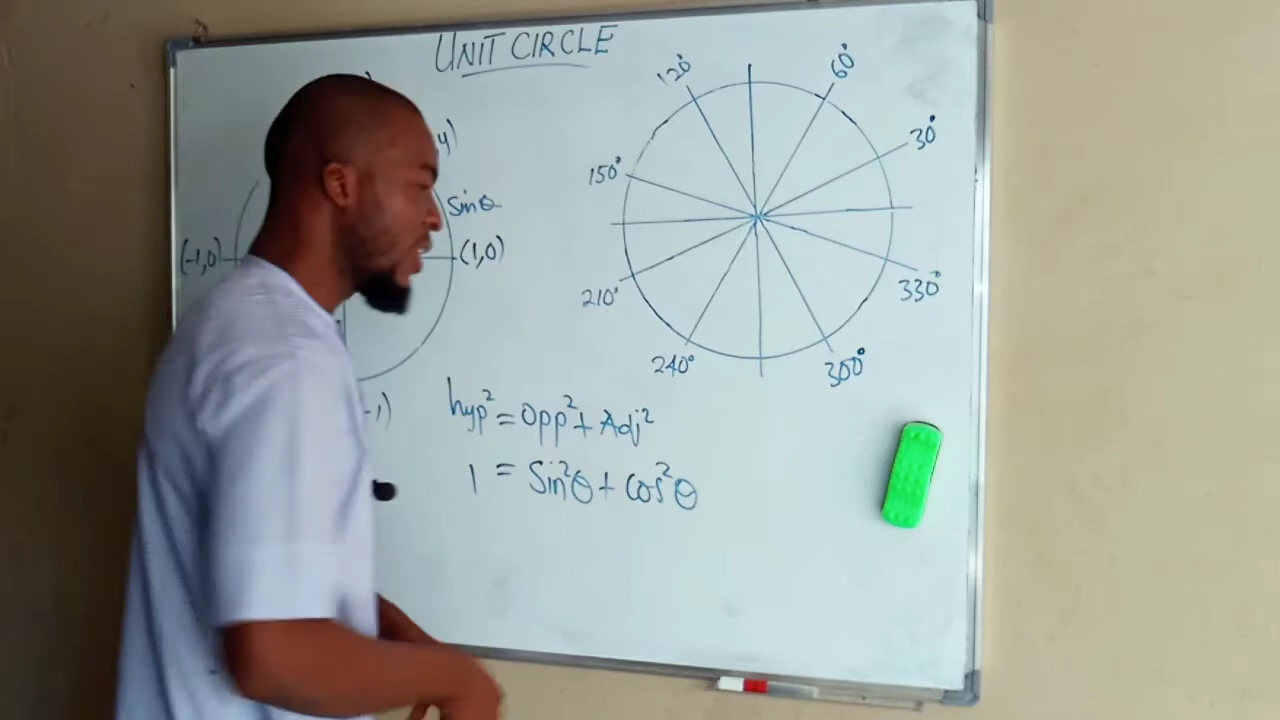 UNIT CIRCLE
y)
sinθ
(-1,0)
(1,0)
-1)
120°
60°
30°
150°
210°
330°
240°
300°
hyp² = Opp² + Adj²
1 = Sin²θ + Cos²θ